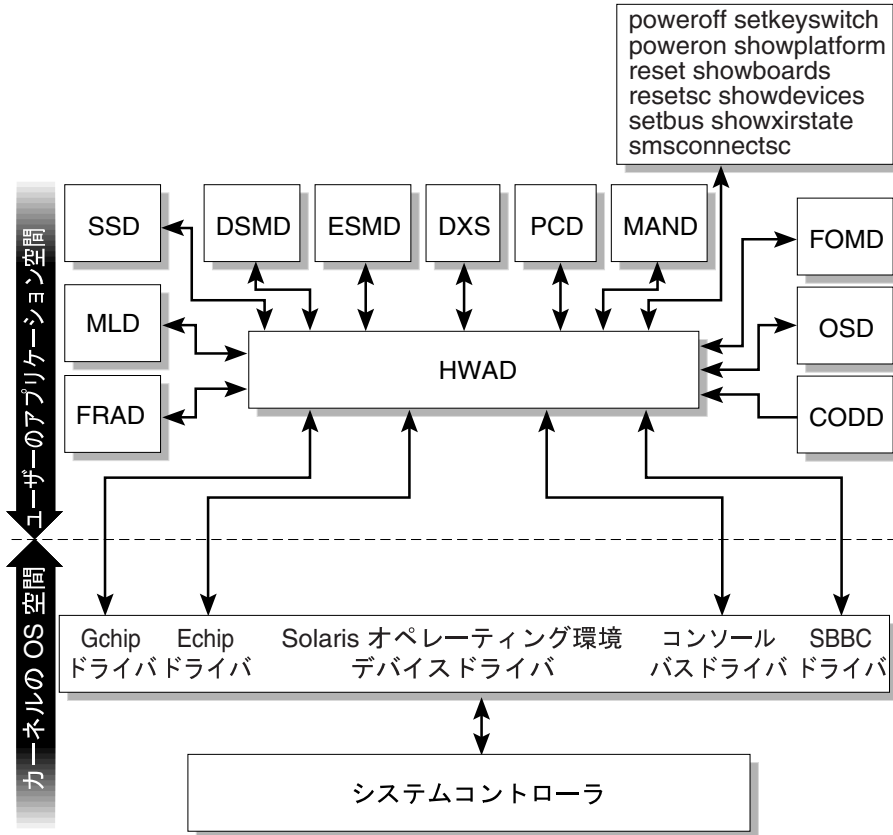 poweroff setkeyswitch
poweron showplatform
reset showboards
resetsc showdevices
setbus showxirstate
smsconnectsc
SSD
DSMD
ESMD
DXS
PCD
MAND
FOMD
MLD
OSD
HWAD
FRAD
CODD
ユーザーのアプリケーション空間
カーネルの OS 空間
Gchip
ドライバ
Echip
ドライバ
Solaris オペレーティング環境
デバイスドライバ
コンソール
バスドライバ
SBBC
ドライバ
システムコントローラ